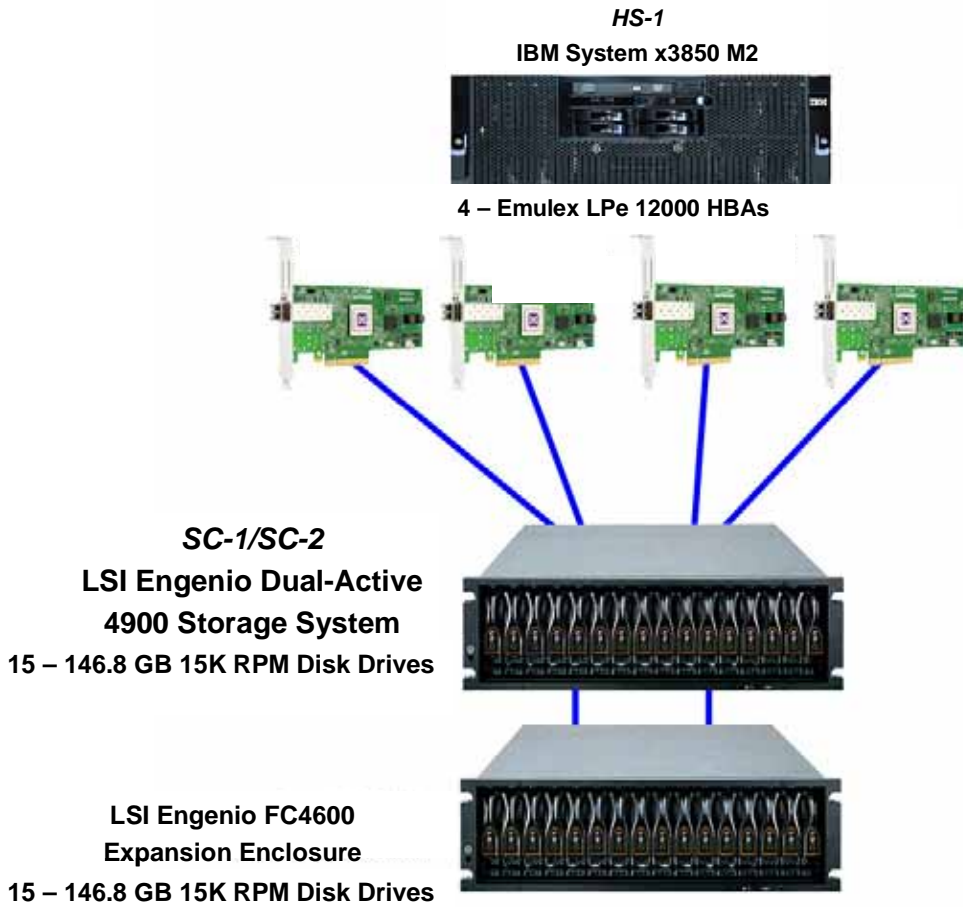 HS-1
IBM System x3850 M2
IBM
4 – Emulex LPe 12000 HBAs
SC-1/SC-2
LSI Engenio Dual-Active
4900 Storage System
15 – 146.8 GB 15K RPM Disk Drives
LSI Engenio FC4600
Expansion Enclosure
15 – 146.8 GB 15K RPM Disk Drives